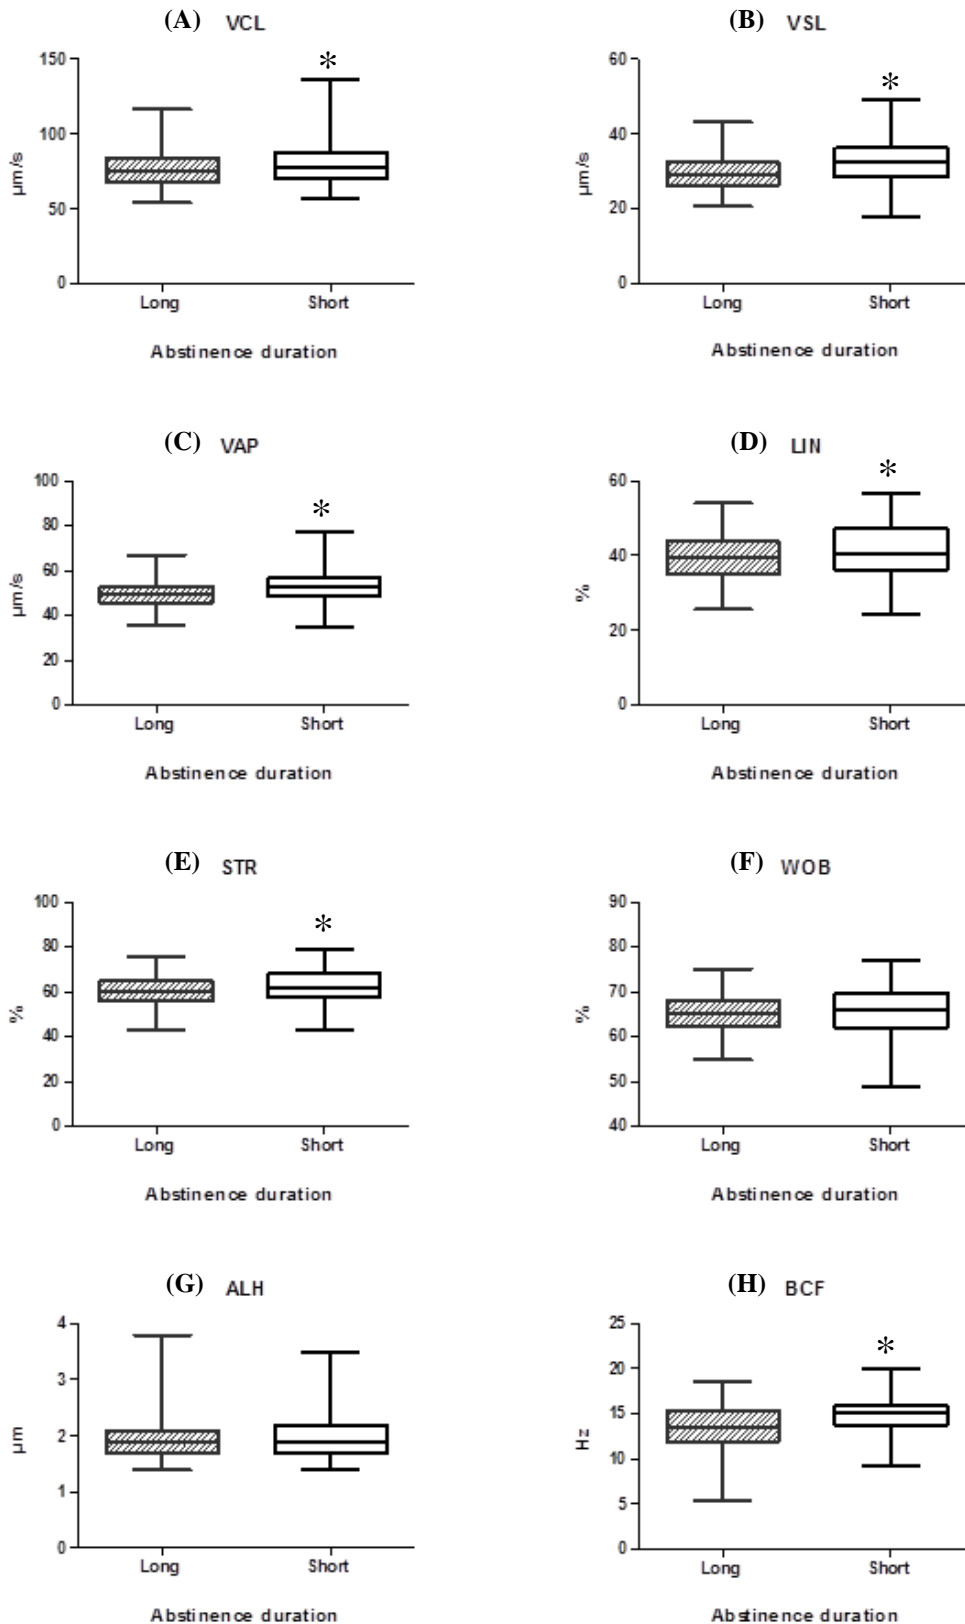 (A) VCL
150
100
50
0
µm/s
*
Long Short
Abstinence duration
(B) VSL
60
40
20
0
µm/s
*
Long Short
Abstinence duration
(C) VAP
100
80
60
40
20
0
µm/s
*
Long Short
Abstinence duration
(D) LIN
60
40
20
0
%
*
Long Short
Abstinence duration
(E) STR
100
80
60
40
20
0
%
*
Long Short
Abstinence duration
(F) WOB
90
80
70
60
50
40
%
Long Short
Abstinence duration
(G) ALH
4
3
2
1
0
µm
Long Short
Abstinence duration
(H) BCF
25
20
15
10
5
0
Hz
*
Long Short
Abstinence duration